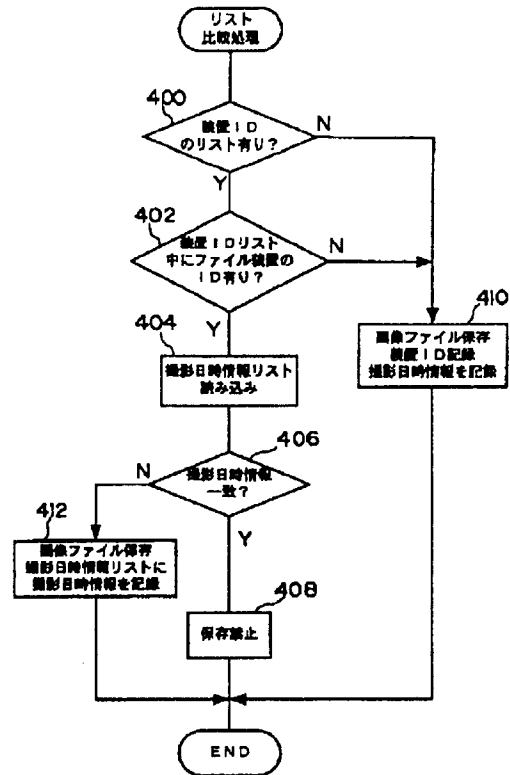 リスト
比較処理
400
装置ID
のリスト有り?
N
Y
402
装置IDリスト
中にファイル装置の
ID有り?
N
Y
410
画像ファイル保存
装置ID記録
撮影日時情報を記録
404
撮影日時情報リスト
読み込み
406
撮影日時情報
一致?
N
Y
412
画像ファイル保存
撮影日時情報リストに
撮影日時情報を記録
408
保存禁止
END